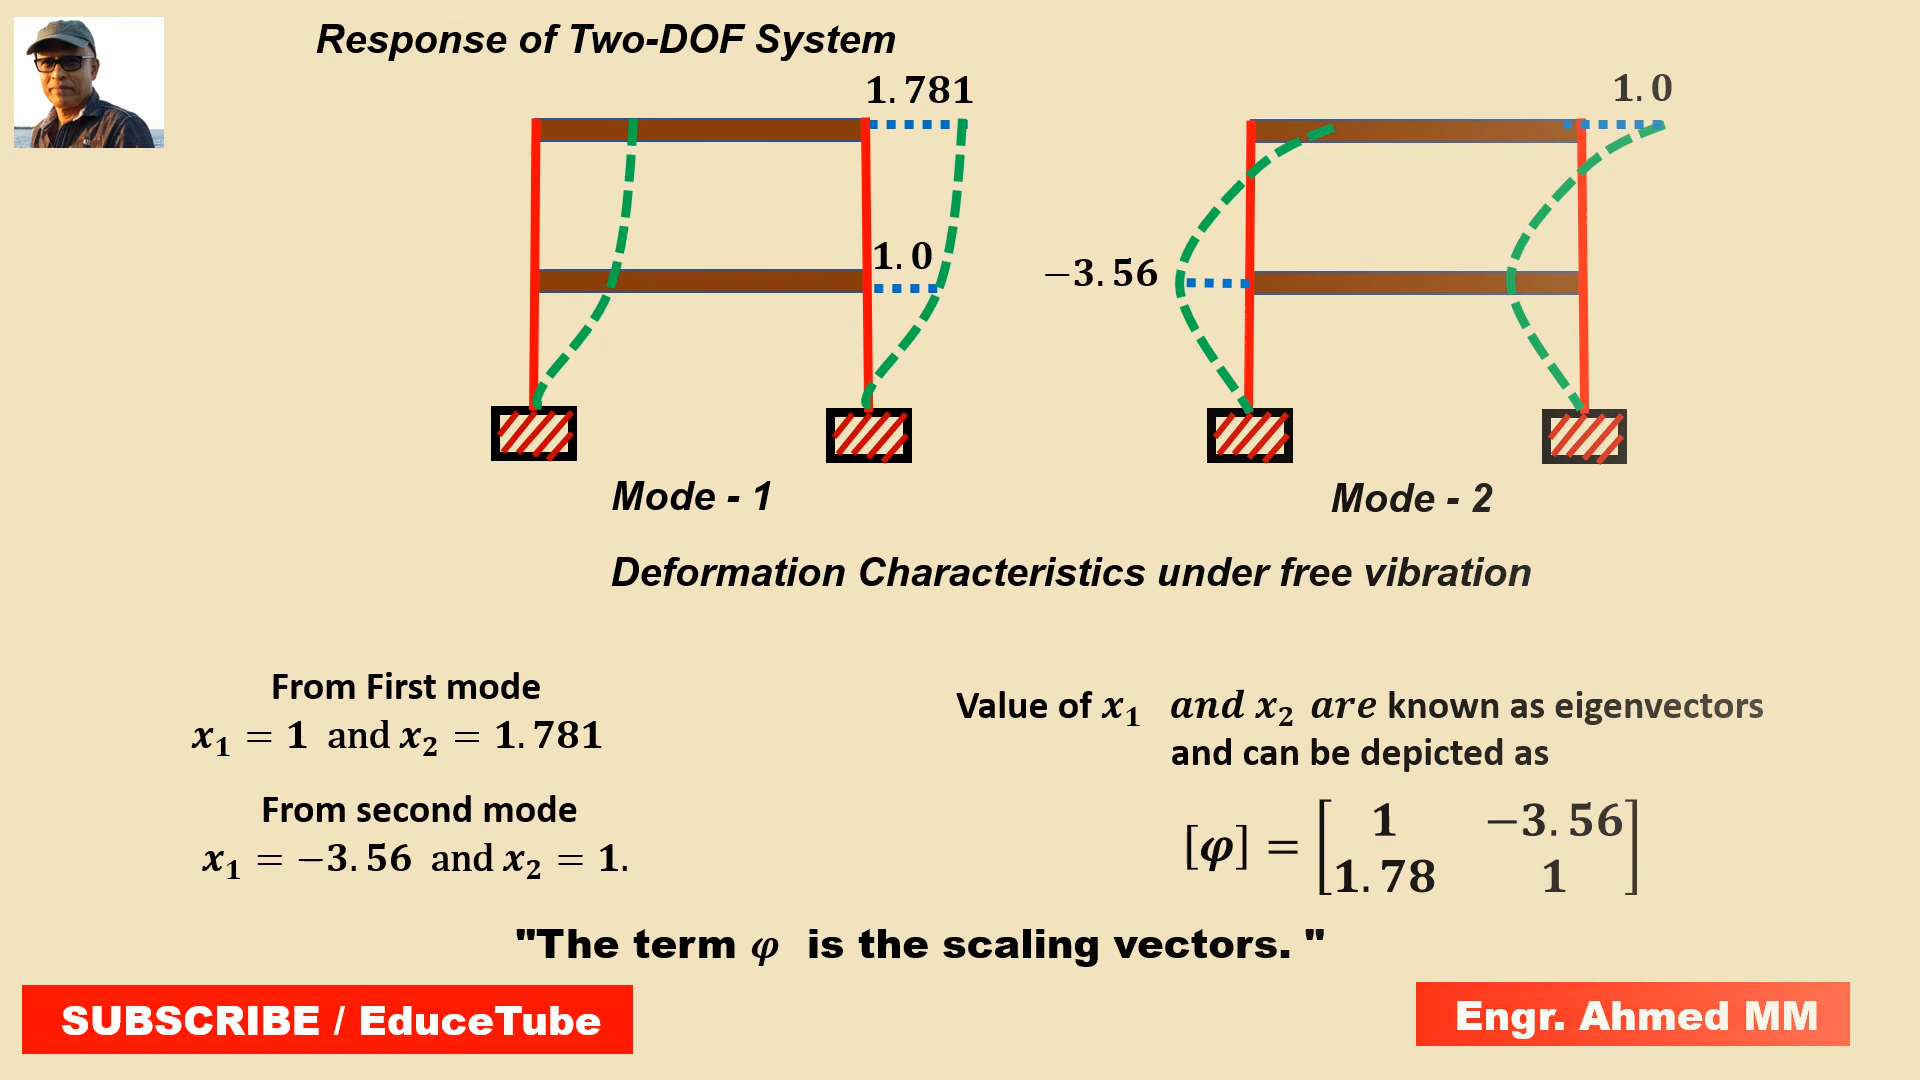 Response of Two-DOF System
1.781
1.0
1.0
−3.56
Mode - 1
Mode - 2
Deformation Characteristics under free vibration
From First mode
x₁ = 1 and x₂ = 1.781
From second mode
x₁ = −3.56 and x₂ = 1.
Value of x₁ and x₂ are known as eigenvectors
and can be depicted as
[φ] = [1 −3.56
1.78 1]
"The term φ is the scaling vectors. "
SUBSCRIBE / EduceTube
Engr. Ahmed MM